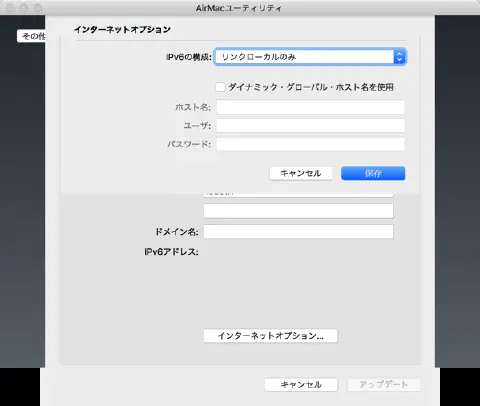 AirMacユーティリティ
その他
インターネットオプション
IPv6の構成: リンクローカルのみ
ダイナミック・グローバル・ホスト名を使用
ホスト名:
ユーザ:
パスワード:
キャンセル 保存
ドメイン名:
IPv6アドレス:
インターネットオプション...
キャンセル アップデート